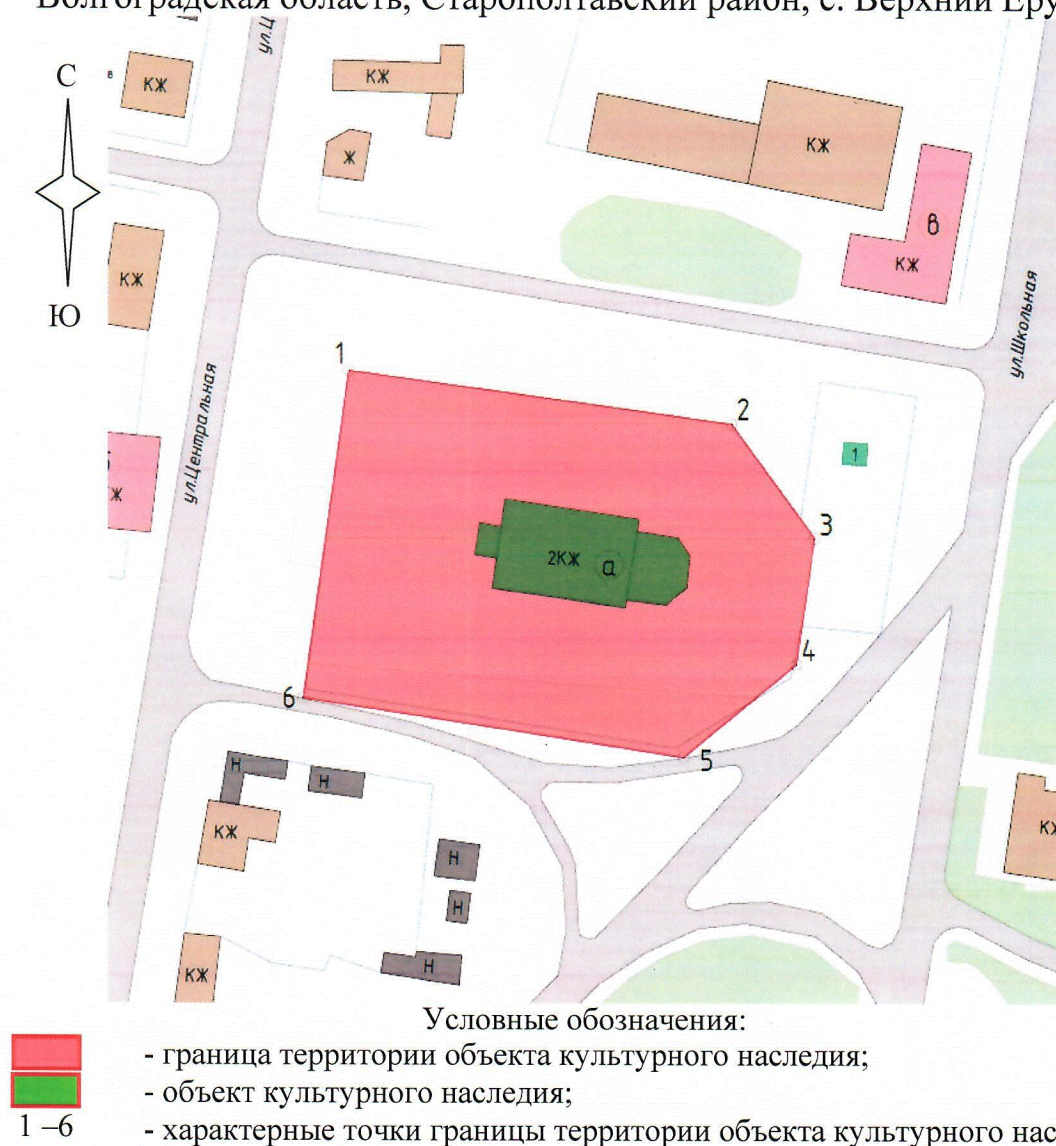 Волгоградская область, Старополтавский район, с. Верхний Еру
ул.Ц
С
КЖ
КЖ
Ж
КЖ
в
КЖ
КЖ
Ю
ул.Школьная
1
2
ул.Центральная
1
Ж
3
2КЖ а
4
6
5
Н
Н
КЖ
Н
Н
КЖ
Н
КЖ
Условные обозначения:
- граница территории объекта культурного наследия;
- объект культурного наследия;
1 –6 - характерные точки границы территории объекта культурного нас